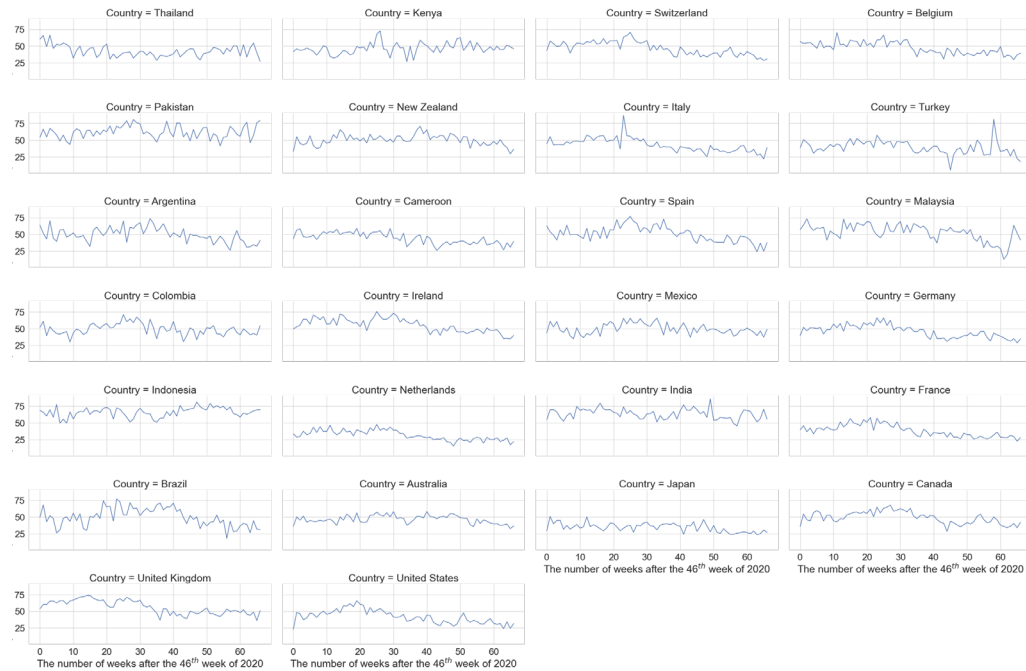 Country = Thailand
Country = Kenya
Country = Switzerland
Country = Belgium
75
50
25
Country = Pakistan
Country = New Zealand
Country = Italy
Country = Turkey
75
50
25
Country = Argentina
Country = Cameroon
Country = Spain
Country = Malaysia
75
50
25
Country = Colombia
Country = Ireland
Country = Mexico
Country = Germany
75
50
25
Country = Indonesia
Country = Netherlands
Country = India
Country = France
75
50
25
Country = Brazil
Country = Australia
Country = Japan
Country = Canada
75
50
25
0 10 20 30 40 50 60
0 10 20 30 40 50 60
The number of weeks after the 46th week of 2020
The number of weeks after the 46th week of 2020
Country = United Kingdom
Country = United States
75
50
25
0 10 20 30 40 50 60
0 10 20 30 40 50 60
The number of weeks after the 46th week of 2020
The number of weeks after the 46th week of 2020